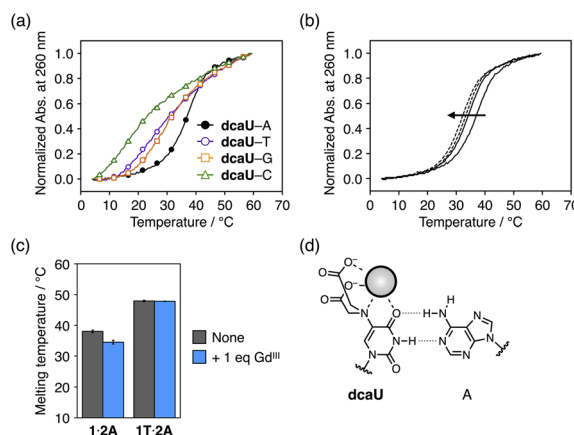 (a)
Normalized Abs. at 260 nm
1.0
0.8
0.6
0.4
0.2
0.0
dcaU–A
dcaU–T
dcaU–G
dcaU–C
0 10 20 30 40 50 60 70
Temperature / °C
(b)
Normalized Abs. at 260 nm
1.0
0.8
0.6
0.4
0.2
0.0
0 10 20 30 40 50 60 70
Temperature / °C
(c)
Melting temperature / °C
60
50
40
30
20
10
None
+ 1 eq Gdᴵᴵᴵ
1·2A 1T·2A
(d)
O⁻
O
O⁻
O
N
O
H
H
N
N
N
H
N
N
N
N
O
dcaU
A